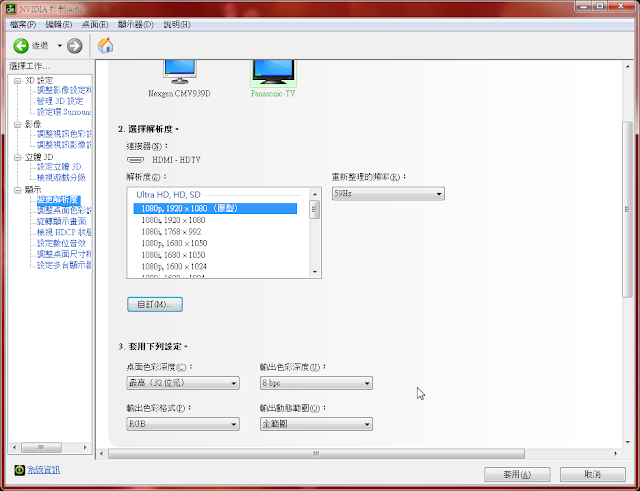 NVIDIA 控制面板
檔案(F) 編輯(E) 桌面(E) 顯示器(D) 說明(H)
後退
選擇工作...
3D 設定
調整影像設定和
管理 3D 設定
設定環 Surroun
影像
調整視訊色彩設
調整視訊影像設
立體 3D
設定立體 3D
檢視遊戲分級
顯示
變更解析度
調整桌面色彩設
旋轉顯示畫面
檢視 HDCP 狀態
設定數位音效
調整桌面尺寸和
設定多台顯示器
系統資訊
Nexgen CMV939D
Panasonic-TV
2. 選擇解析度。
連接器(N)：
HDMI - HDTV
解析度(S)：
重新整理的頻率(R)：
Ultra HD, HD, SD
59Hz
1080p, 1920 × 1080 （原型）
1080i, 1920 × 1080
1080i, 1768 × 992
1080p, 1680 × 1050
1080i, 1680 × 1050
1080p, 1600 × 1024
1080i, 1600 × 1024
自訂(M)...
3. 套用下列設定。
桌面色彩深度(C)：
輸出色彩深度(U)：
最高（32 位元）
8 bpc
輸出色彩格式(P)：
輸出動態範圍(O)：
RGB
全範圍
套用(A)
取消